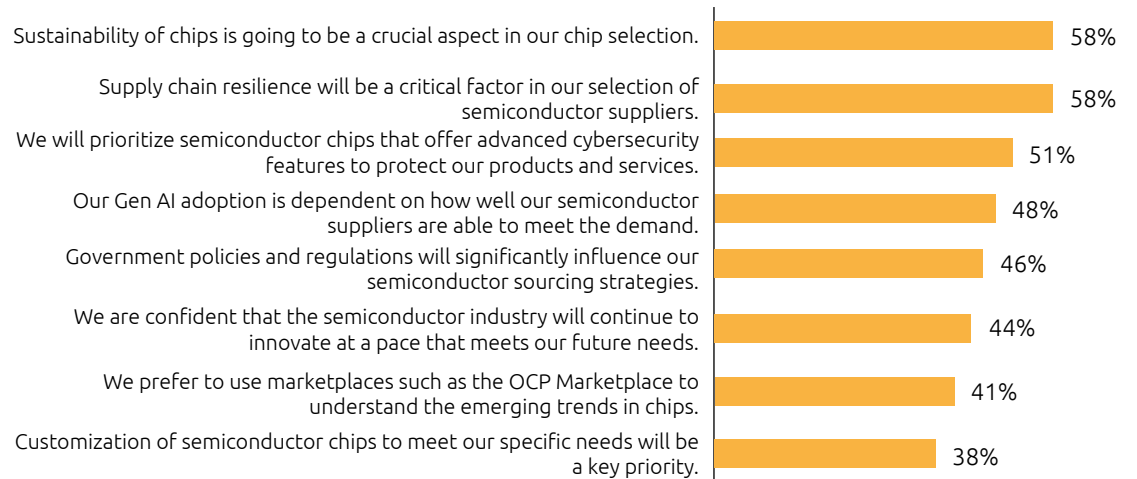 Sustainability of chips is going to be a crucial aspect in our chip selection.
58%
Supply chain resilience will be a critical factor in our selection of
semiconductor suppliers.
58%
We will prioritize semiconductor chips that offer advanced cybersecurity
features to protect our products and services.
51%
Our Gen AI adoption is dependent on how well our semiconductor
suppliers are able to meet the demand.
48%
Government policies and regulations will significantly influence our
semiconductor sourcing strategies.
46%
We are confident that the semiconductor industry will continue to
innovate at a pace that meets our future needs.
44%
We prefer to use marketplaces such as the OCP Marketplace to
understand the emerging trends in chips.
41%
Customization of semiconductor chips to meet our specific needs will be
a key priority.
38%